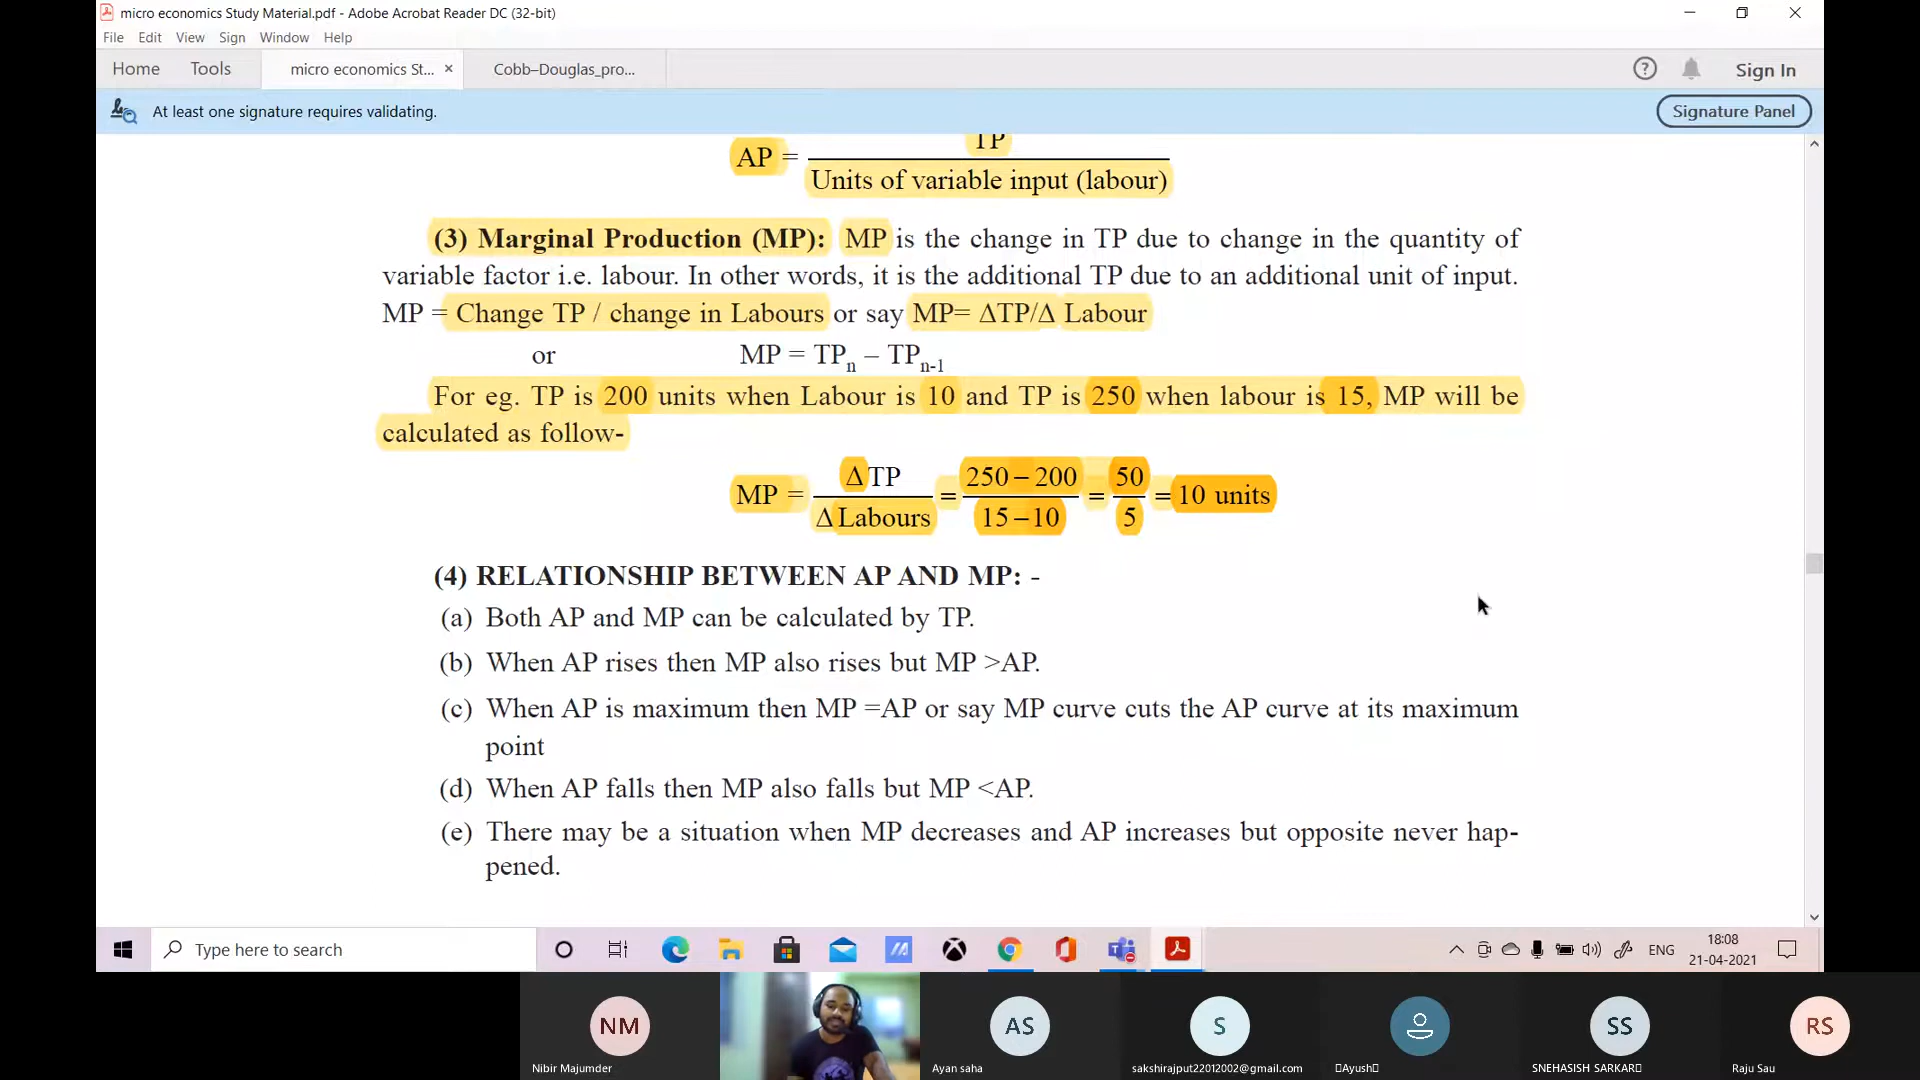 micro economics Study Material.pdf - Adobe Acrobat Reader DC (32-bit)
File Edit View Sign Window Help
Home Tools micro economics St... × Cobb–Douglas_pro... Sign In
At least one signature requires validating. Signature Panel
AP = TP
Units of variable input (labour)
(3) Marginal Production (MP): MP is the change in TP due to change in the quantity of
variable factor i.e. labour. In other words, it is the additional TP due to an additional unit of input.
MP = Change TP / change in Labours or say MP= ΔTP/Δ Labour
or MP = TPn – TPn-1
For eg. TP is 200 units when Labour is 10 and TP is 250 when labour is 15, MP will be
calculated as follow-
MP = ΔTP / Δ Labours = 250 – 200 / 15 – 10 = 50 / 5 = 10 units
(4) RELATIONSHIP BETWEEN AP AND MP: -
(a) Both AP and MP can be calculated by TP.
(b) When AP rises then MP also rises but MP >AP.
(c) When AP is maximum then MP =AP or say MP curve cuts the AP curve at its maximum
point
(d) When AP falls then MP also falls but MP <AP.
(e) There may be a situation when MP decreases and AP increases but opposite never hap-
pened.
Type here to search ENG 18:08
21-04-2021
NM AS S SS RS
Nibir Majumder Ayan saha sakshirajput22012002@gmail.com Ayush SNEHASISH SARKAR Raju Sau